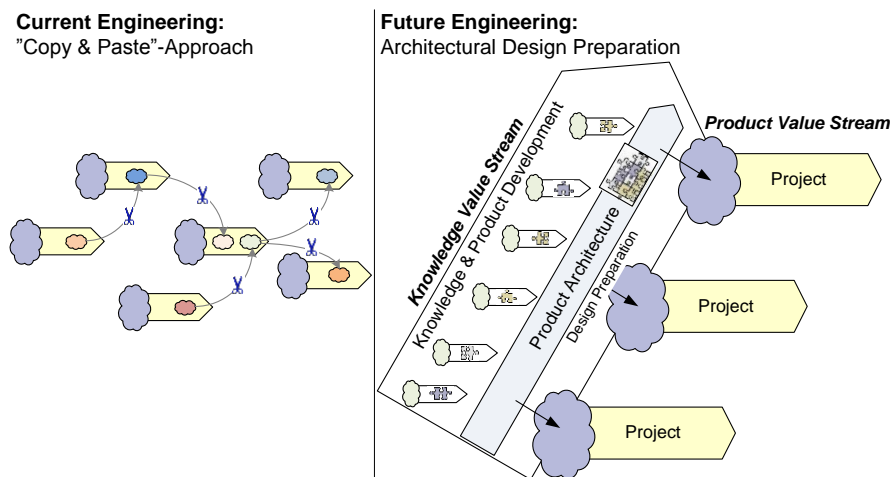 Current Engineering:
”Copy & Paste”-Approach
Future Engineering:
Architectural Design Preparation
Knowledge Value Stream
Knowledge & Product Development
Product Architecture
Design Preparation
Product Value Stream
Project
Project
Project